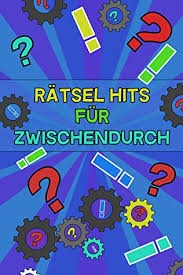 RÄTSEL HITS
FÜR
ZWISCHENDURCH